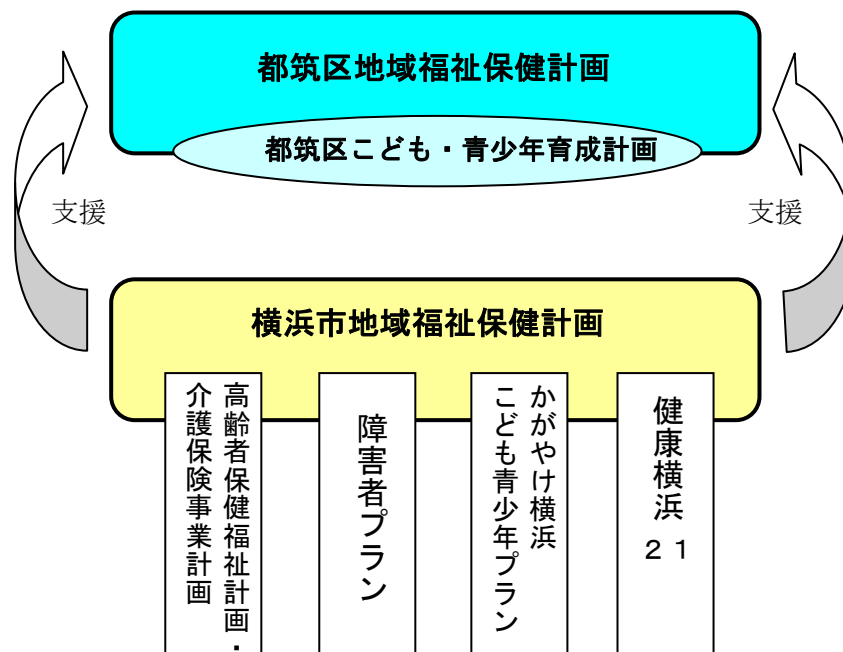 都筑区地域福祉保健計画
都筑区こども・青少年育成計画
支援
支援
横浜市地域福祉保健計画
高齢者保健福祉計画・
介護保険事業計画
障害者プラン
かがやけ横浜
こども青少年プラン
健康横浜
２１